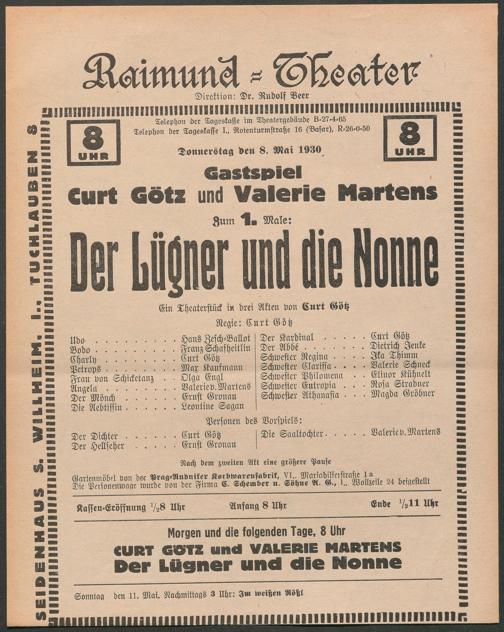 Raimund = Theater
Direktion: Dr. Rudolf Beer
8 UHR
Telephon der Tageskasse im Theatergebäude B-27-4-65
Telephon der Tageskasse I., Rotenturmstraße 16 (Basar), R-26-0-50
8 UHR
Donnerstag den 8. Mai 1930
Gastspiel
Curt Götz und Valerie Martens
Zum 1. Male:
Der Lügner und die Nonne
Ein Theaterstück in drei Akten von Curt Götz
Regie: Curt Götz
Udo . . . . . . . . . . Hans Jesch-Ballot
Bodo . . . . . . . . . Franz Schafheitlin
Charly . . . . . . . . . Curt Götz
Petroys . . . . . . . . Max Kaufmann
Frau von Schicketanz . . Olga Engl
Angela . . . . . . . . . Valerie v. Martens
Der Mönch . . . . . . . Ernst Gronau
Die Aebtissin . . . . . . Leontine Sagan
Der Kardinal . . . . . . Curt Götz
Der Abbé . . . . . . . . Dietrich Jenke
Schwester Regina . . . . Ika Thimm
Schwester Clarissa . . . . Valerie Schneck
Schwester Philomena . . . Elinor Kühnelt
Schwester Eutropia . . . . Rosa Stradner
Schwester Athanasia . . . Magda Gröbner
Personen des Vorspiels:
Der Dichter . . . . . . Curt Götz
Der Hellseher . . . . . . Ernst Gronau
Die Saaltochter . . . . . Valerie v. Martens
Nach dem zweiten Akt eine größere Pause
Gartenmöbel von der Prag-Rudniker Korbwarenfabrik, VI., Mariahilferstraße 1a
Die Personenwage wurde von der Firma C. Schember u. Söhne A. G., I., Wollzeile 24 beigestellt
Kassen-Eröffnung 1/2 8 Uhr Anfang 8 Uhr Ende 1/2 11 Uhr
Morgen und die folgenden Tage, 8 Uhr
CURT GÖTZ und VALERIE MARTENS
Der Lügner und die Nonne
Sonntag den 11. Mai. Nachmittags 3 Uhr: Im weißen Rößl
SEIDENHAUS S. WILLHEIM, I., TUCHLAUBEN 8